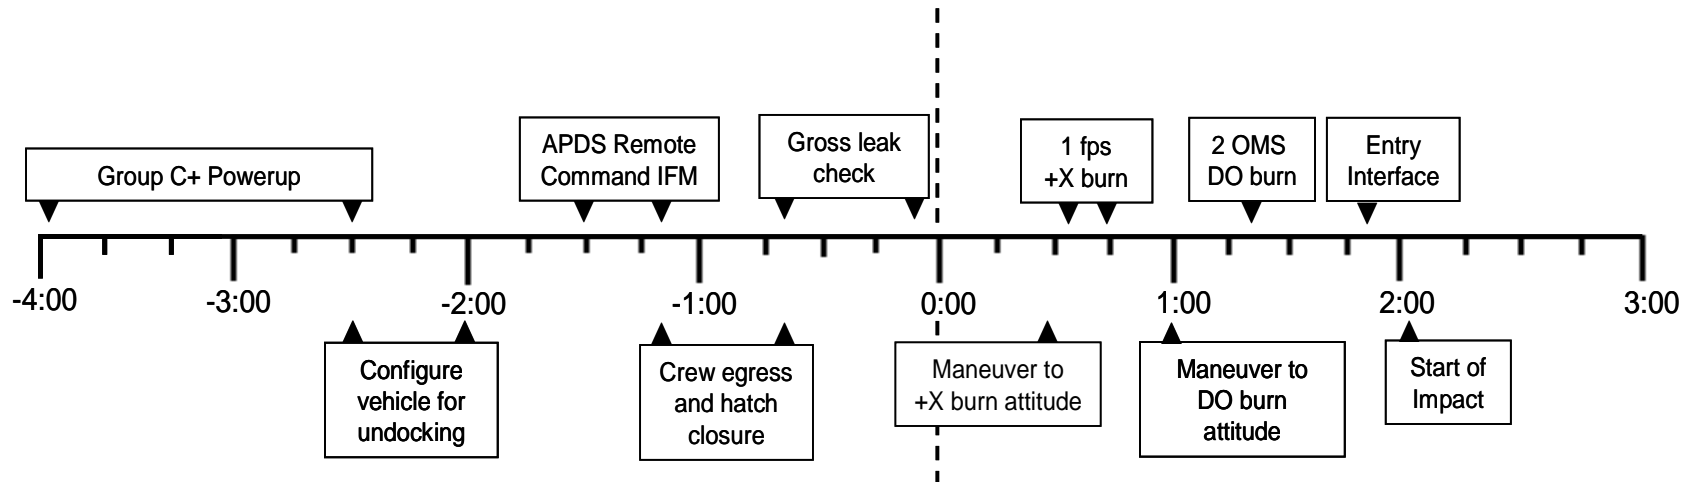 Group C+ Powerup
APDS Remote
Command IFM
Gross leak
check
1 fps
+X burn
2 OMS
DO burn
Entry
Interface
-4:00
-3:00
-2:00
-1:00
0:00
1:00
2:00
3:00
Configure
vehicle for
undocking
Crew egress
and hatch
closure
Maneuver to
+X burn attitude
Maneuver to
DO burn
attitude
Start of
Impact